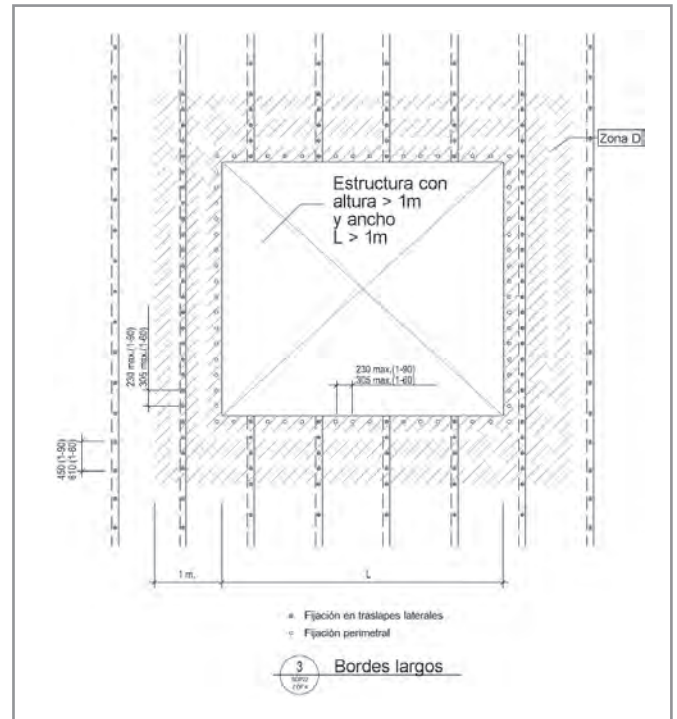 Zona D
Estructura con
altura > 1m
y ancho
L > 1m
230 max.(1-90)
305 max.(1-60)
230 max.(1-90)
305 max.(1-60)
450 (1-90)
610 (1-60)
1 m.
L
Fijación en traslapes laterales
Fijación perimetral
3
Bordes largos